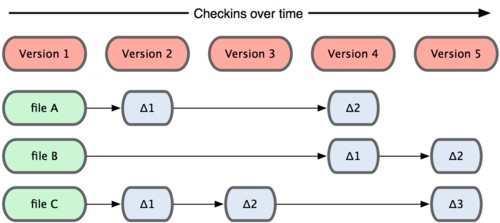 Checkins over time
Version 1 Version 2 Version 3 Version 4 Version 5
file A Δ1 Δ2
file B Δ1 Δ2
file C Δ1 Δ2 Δ3